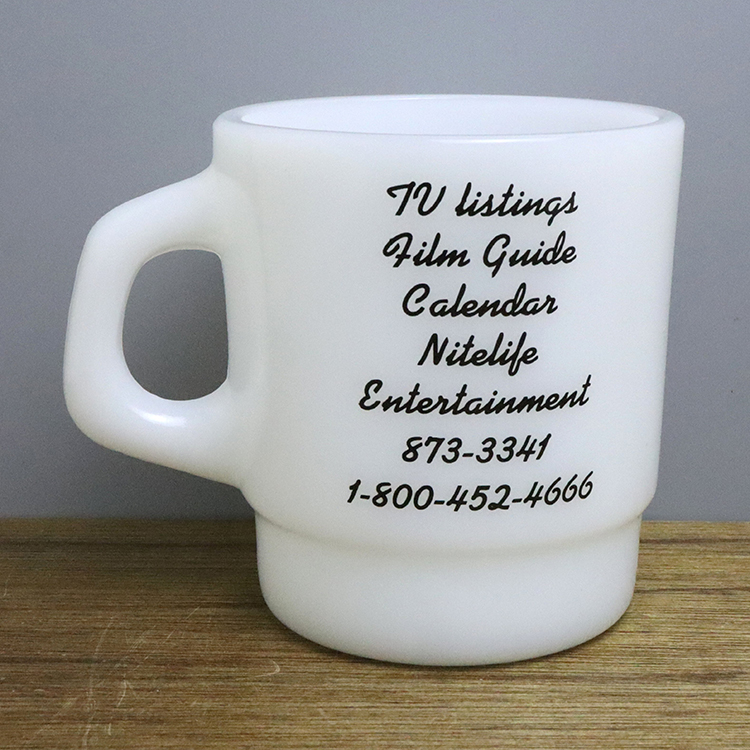 TV listings
Film Guide
Calendar
Nitelife
Entertainment
873-3341
1-800-452-4666